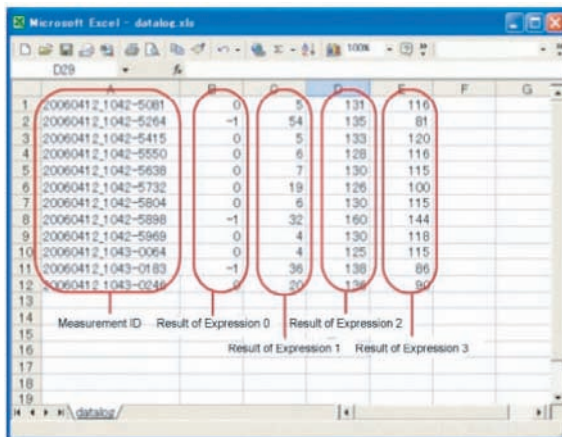 Microsoft Excel - datalog.xls
100%
D29 fx
A B C D E F G
1 20060412_1042-5081 0 5 131 116
2 20060412_1042-5264 -1 54 135 81
3 20060412_1042-5415 0 5 133 120
4 20060412_1042-5550 0 6 128 116
5 20060412_1042-5638 0 7 130 115
6 20060412_1042-5732 0 19 126 100
7 20060412_1042-5804 0 6 130 115
8 20060412_1042-5898 -1 32 160 144
9 20060412_1042-5969 0 4 130 118
10 20060412_1043-0064 0 4 125 115
11 20060412_1043-0183 -1 36 138 86
12 20060412_1043-0246 0 20 136 90
13
14
Measurement ID Result of Expression 0 Result of Expression 2
15
16 Result of Expression 1 Result of Expression 3
17
18
19
datalog